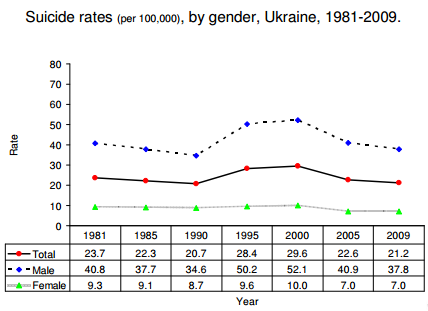 Suicide rates (per 100,000), by gender, Ukraine, 1981-2009.
80
70
60
50
40
30
20
10
0
Rate
1981 1985 1990 1995 2000 2005 2009
Total 23.7 22.3 20.7 28.4 29.6 22.6 21.2
Male 40.8 37.7 34.6 50.2 52.1 40.9 37.8
Female 9.3 9.1 8.7 9.6 10.0 7.0 7.0
Year